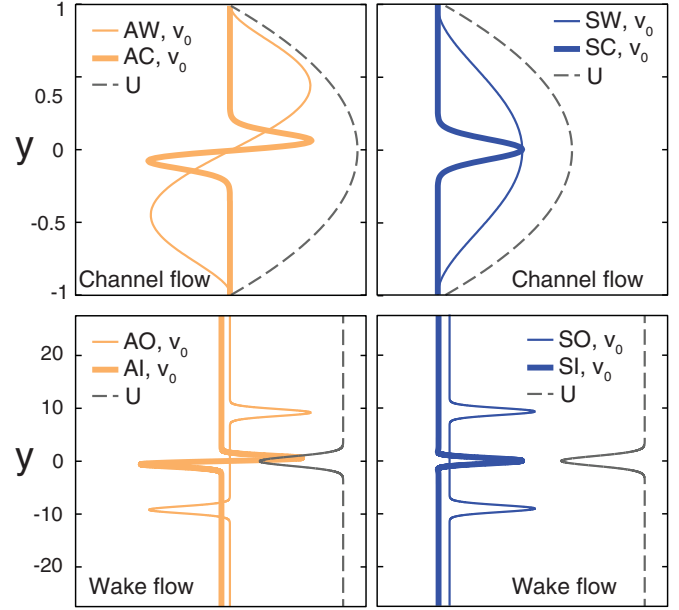 AW, v₀
AC, v₀
U
SW, v₀
SC, v₀
U
1
0.5
0
-0.5
-1
y
Channel flow
Channel flow
AO, v₀
AI, v₀
U
SO, v₀
SI, v₀
U
20
10
0
-10
-20
y
Wake flow
Wake flow